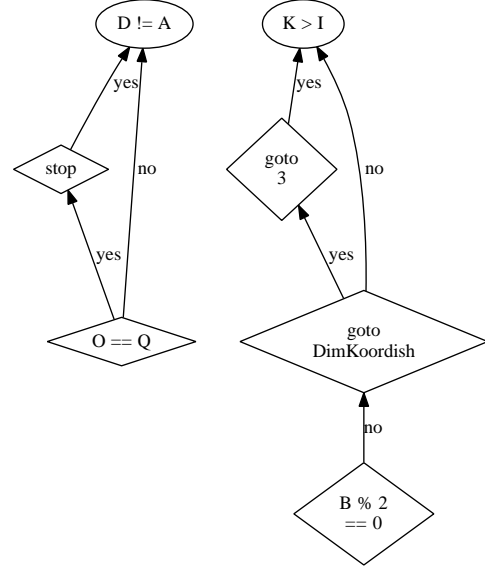 D != A
K > I
yes
yes
stop
goto
3
no
no
yes
yes
O == Q
goto
DimKoordish
no
B % 2
== 0